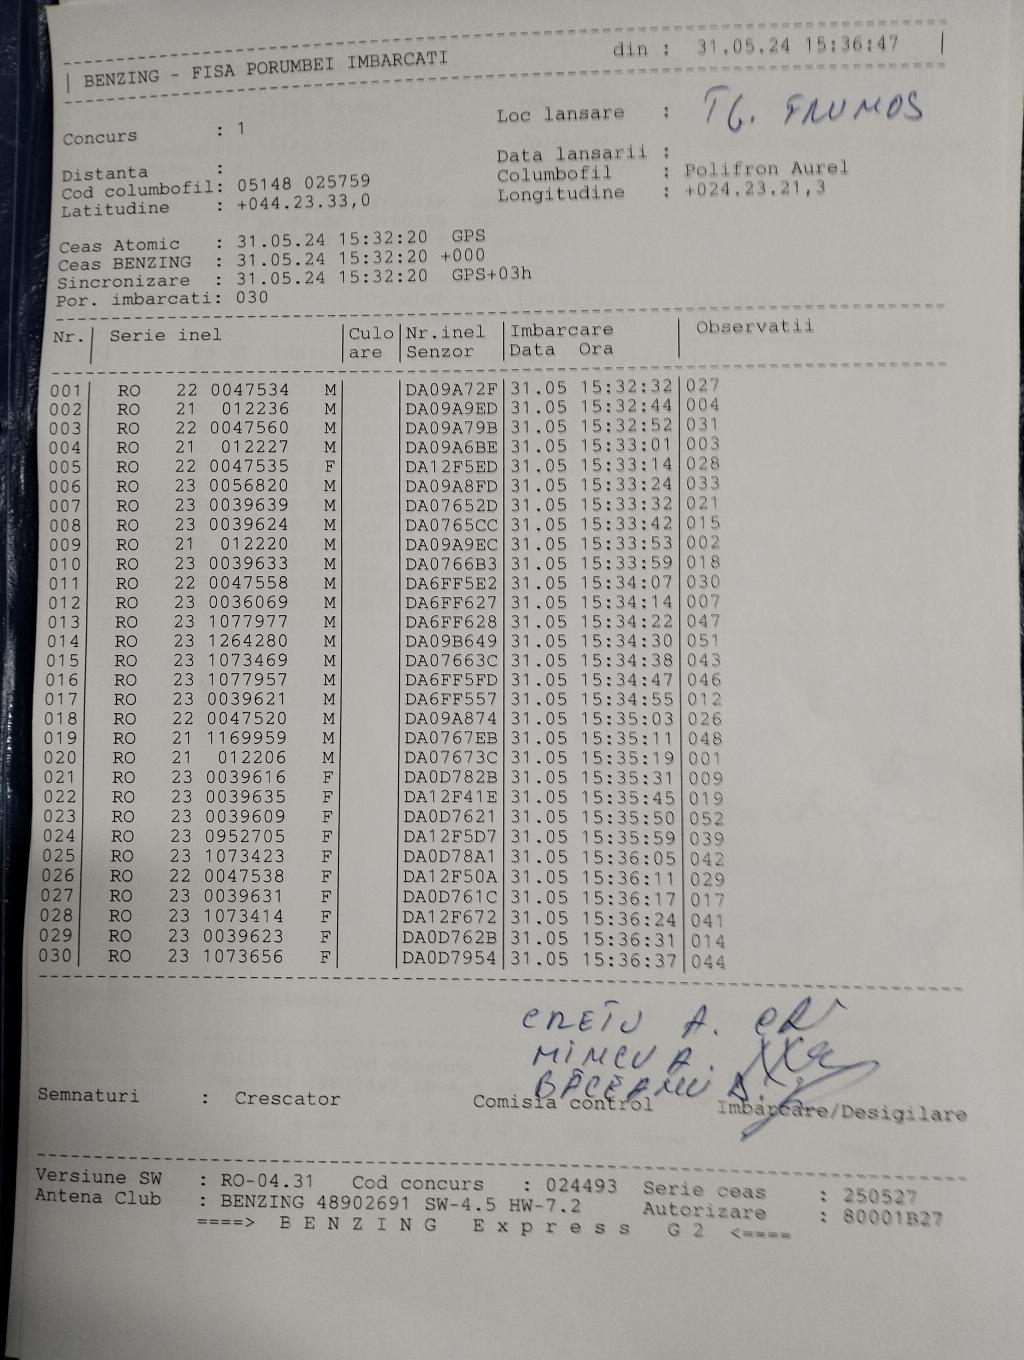 BENZING - FISA PORUMBEI IMBARCATI din : 31.05.24 15:36:47
Concurs : 1 Loc lansare : TG. FRUMOS
Distanta : Data lansarii :
Cod columbofil: 05148 025759 Columbofil : Polifron Aurel
Latitudine : +044.23.33,0 Longitudine : +024.23.21,3
Ceas Atomic : 31.05.24 15:32:20 GPS
Ceas BENZING : 31.05.24 15:32:20 +000
Sincronizare : 31.05.24 15:32:20 GPS+03h
Por. imbarcati: 030
Nr. Serie inel Culo Nr.inel Imbarcare Observatii
are Senzor Data Ora
001 RO 22 0047534 M DA09A72F 31.05 15:32:32 027
002 RO 21 012236 M DA09A9ED 31.05 15:32:44 004
003 RO 22 0047560 M DA09A79B 31.05 15:32:52 031
004 RO 21 012227 M DA09A6BE 31.05 15:33:01 003
005 RO 22 0047535 F DA12F5ED 31.05 15:33:14 028
006 RO 23 0056820 M DA09A8FD 31.05 15:33:24 033
007 RO 23 0039639 M DA07652D 31.05 15:33:32 021
008 RO 23 0039624 M DA0765CC 31.05 15:33:42 015
009 RO 21 012220 M DA09A9EC 31.05 15:33:53 002
010 RO 23 0039633 M DA0766B3 31.05 15:33:59 018
011 RO 22 0047558 M DA6FF5E2 31.05 15:34:07 030
012 RO 23 0036069 M DA6FF627 31.05 15:34:14 007
013 RO 23 1077977 M DA6FF628 31.05 15:34:22 047
014 RO 23 1264280 M DA09B649 31.05 15:34:30 051
015 RO 23 1073469 M DA07663C 31.05 15:34:38 043
016 RO 23 1077957 M DA6FF5FD 31.05 15:34:47 046
017 RO 23 0039621 M DA6FF557 31.05 15:34:55 012
018 RO 22 0047520 M DA09A874 31.05 15:35:03 026
019 RO 21 1169959 M DA0767EB 31.05 15:35:11 048
020 RO 21 012206 M DA07673C 31.05 15:35:19 001
021 RO 23 0039616 F DA0D782B 31.05 15:35:31 009
022 RO 23 0039635 F DA12F41E 31.05 15:35:45 019
023 RO 23 0039609 F DA0D7621 31.05 15:35:50 052
024 RO 23 0952705 F DA12F5D7 31.05 15:35:59 039
025 RO 23 1073423 F DA0D78A1 31.05 15:36:05 042
026 RO 22 0047538 F DA12F50A 31.05 15:36:11 029
027 RO 23 0039631 F DA0D761C 31.05 15:36:17 017
028 RO 23 1073414 F DA12F672 31.05 15:36:24 041
029 RO 23 0039623 F DA0D762B 31.05 15:36:31 014
030 RO 23 1073656 F DA0D7954 31.05 15:36:37 044
CREȚU A.
MINCU A.
BĂCEANU D.
Semnaturi : Crescator Comisia control Imbarcare/Desigilare
Versiune SW : RO-04.31 Cod concurs : 024493 Serie ceas : 250527
Antena Club : BENZING 48902691 SW-4.5 HW-7.2 Autorizare : 80001B27
====> B E N Z I N G E x p r e s s G 2 <====